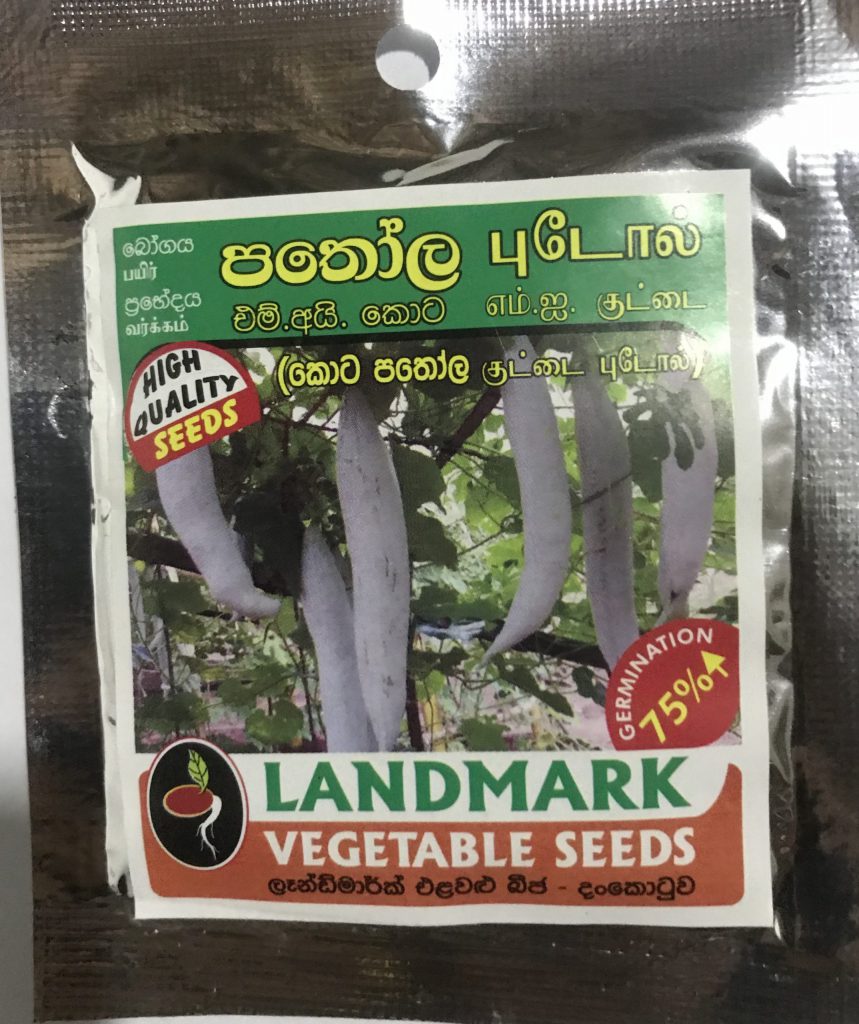 බෝගය
பயிர்
පතෝල புடோல்
ප්‍රභේදය
வர்க்கம்
එම්.අයි. කොට எம்.ஐ. குட்டை
(කොට පතෝල குட்டை புடோல்)
HIGH
QUALITY
SEEDS
GERMINATION
75%
LANDMARK
VEGETABLE SEEDS
ලෑන්ඩ්මාර්ක් එළවළු බීජ - දංකොටුව